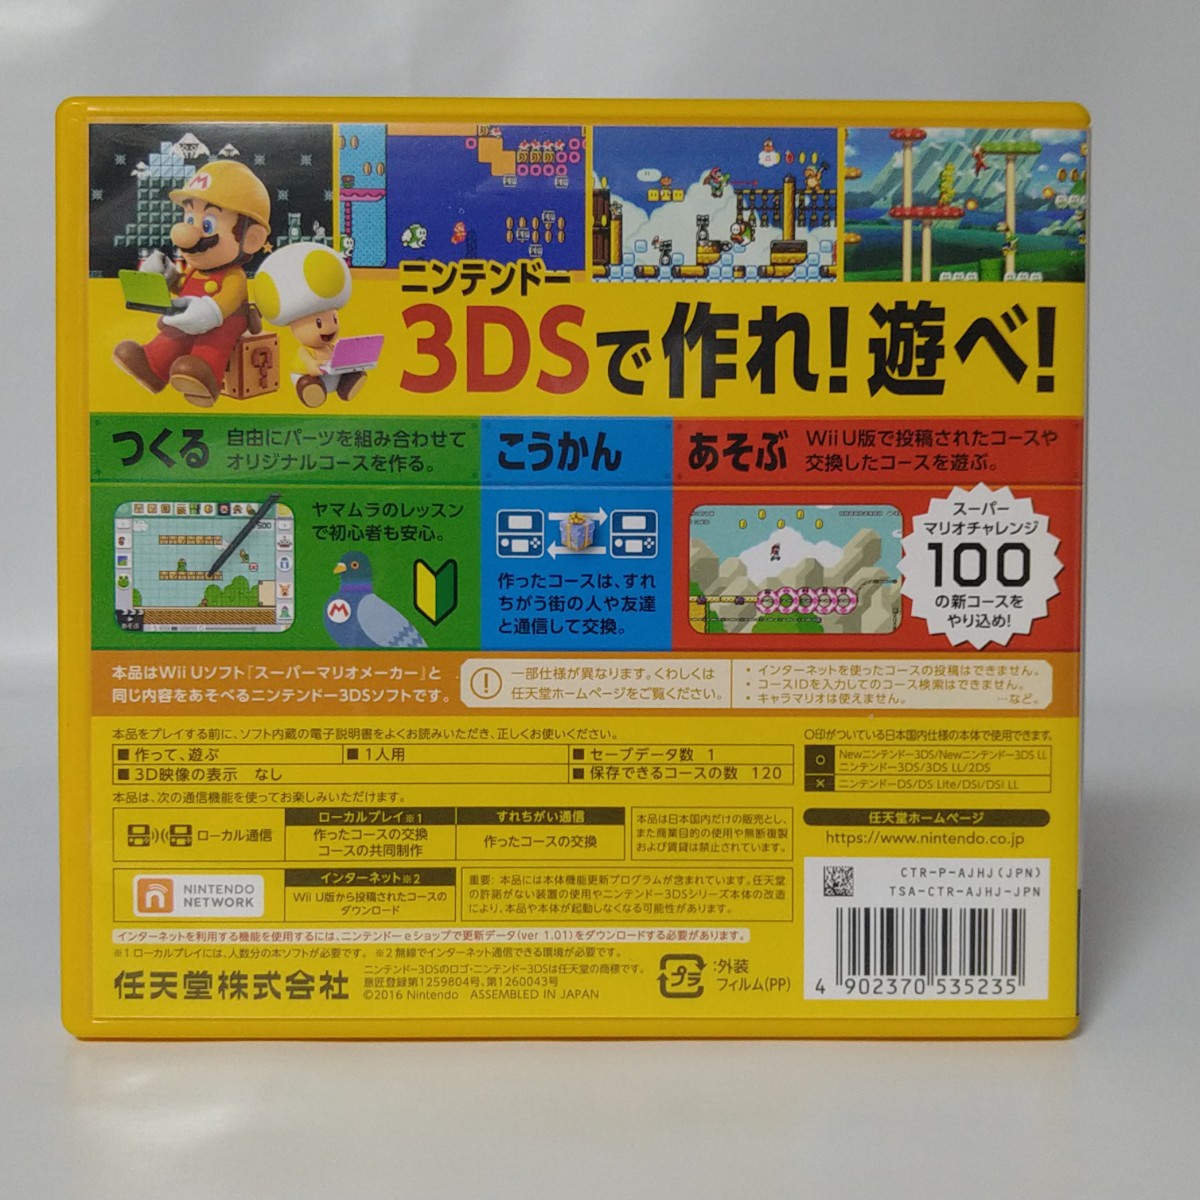 ニンテンドー
3DSで作れ!遊べ!
つくる
自由にパーツを組み合わせて
オリジナルコースを作る。
ヤマムラのレッスン
で初心者も安心。
こうかん
作ったコースは、すれ
ちがう街の人や友達
と通信して交換。
あそぶ
Wii U版で投稿されたコースや
交換したコースを遊ぶ。
スーパー
マリオチャレンジ
100
の新コースを
やり込め!
本品はWii Uソフト『スーパーマリオメーカー』と
同じ内容をあそべるニンテンドー3DSソフトです。
一部仕様が異なります。くわしくは
任天堂ホームページをご覧ください。
・インターネットを使ったコースの投稿はできません。
・コースIDを入力してのコース検索はできません。
・キャラマリオは使えません。 …など。
本品をプレイする前に、ソフト内蔵の電子説明書をよくお読みいただき、正しくお使いください。
■ 作って、遊ぶ ■ 1人用 ■ セーブデータ数 1
■ 3D映像の表示 なし ■ 保存できるコースの数 120
○印がついている日本国内仕様の本体で使用できます。
○ Newニンテンドー3DS/Newニンテンドー3DS LL
ニンテンドー3DS/3DS LL/2DS
× ニンテンドーDS/DS Lite/DSi/DSi LL
本品は、次の通信機能を使ってお楽しみいただけます。
ローカル通信
ローカルプレイ※1
作ったコースの交換
コースの共同制作
すれちがい通信
作ったコースの交換
本品は日本国内だけの販売とし、
また商業目的の使用や無断複製
および賃貸は禁止されています。
任天堂ホームページ
https://www.nintendo.co.jp
NINTENDO
NETWORK
インターネット※2
Wii U版から投稿されたコースの
ダウンロード
重要: 本品には本体機能更新プログラムが含まれています。任天堂
の許諾がない装置の使用やニンテンドー3DSシリーズ本体の改造
により、本品や本体が起動しなくなる可能性があります。
インターネットを利用する機能を使用するには、ニンテンドーeショップで更新データ(ver 1.01)をダウンロードする必要があります。
※1 ローカルプレイには、人数分の本ソフトが必要です。 ※2 無線でインターネット通信できる環境が必要です。
任天堂株式会社
ニンテンドー3DSのロゴ・ニンテンドー3DSは任天堂の商標です。
意匠登録第1259804号、第1260043号
©2016 Nintendo ASSEMBLED IN JAPAN
プラ
:外装
フィルム(PP)
CTR-P-AJHJ(JPN)
TSA-CTR-AJHJ-JPN
4 902370 535235